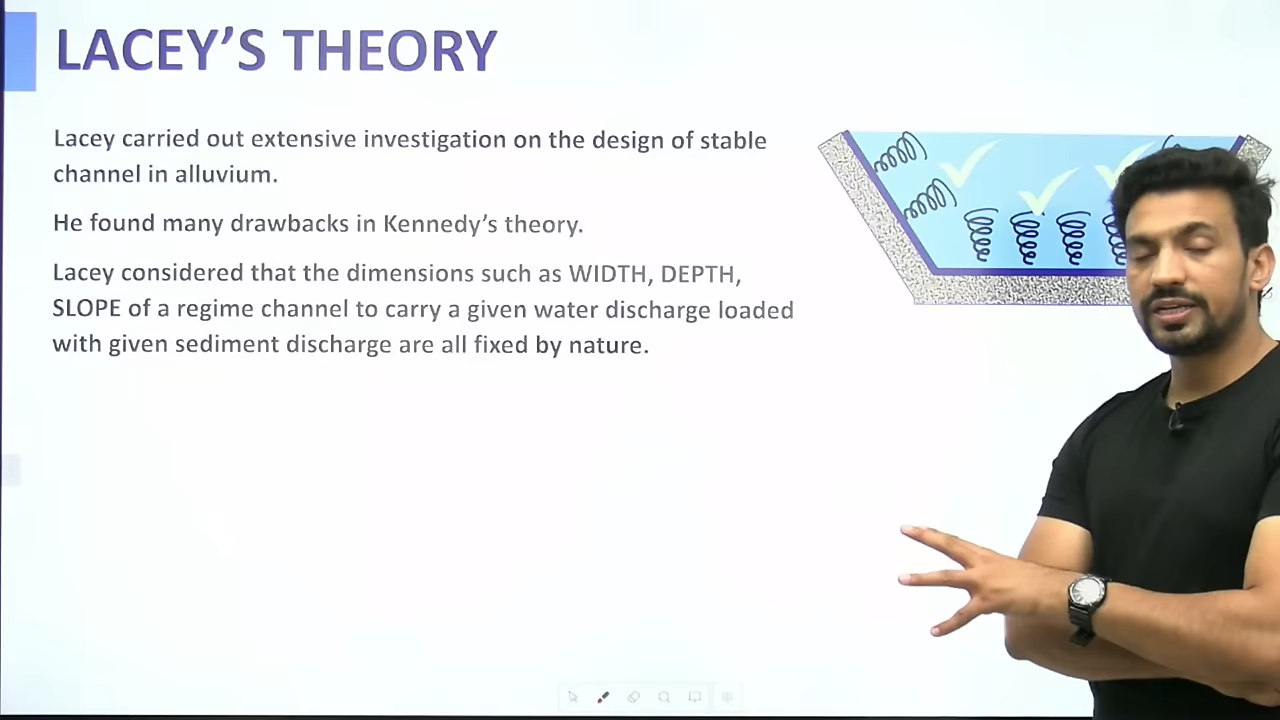 LACEY'S THEORY
Lacey carried out extensive investigation on the design of stable
channel in alluvium.
He found many drawbacks in Kennedy's theory.
Lacey considered that the dimensions such as WIDTH, DEPTH,
SLOPE of a regime channel to carry a given water discharge loaded
with given sediment discharge are all fixed by nature.